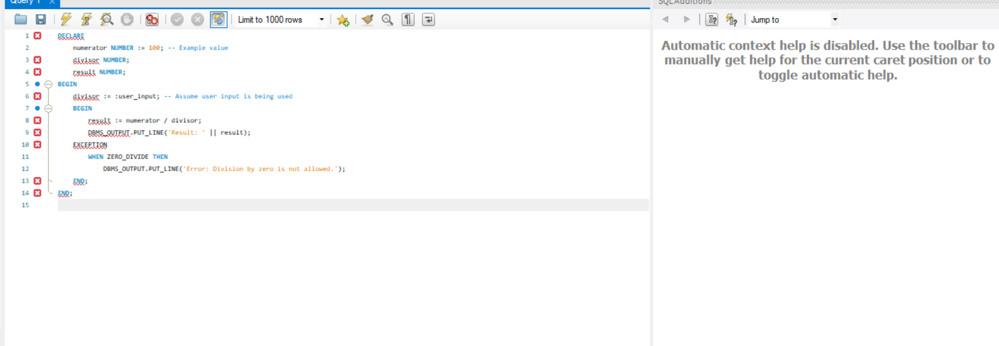 Query 1
SQLAdditions
Limit to 1000 rows
Jump to
1 DECLARE
2 numerator NUMBER := 100; -- Example value
3 divisor NUMBER;
4 result NUMBER;
5 BEGIN
6 divisor := :user_input; -- Assume user input is being used
7 BEGIN
8 result := numerator / divisor;
9 DBMS_OUTPUT.PUT_LINE('Result: ' || result);
10 EXCEPTION
11 WHEN ZERO_DIVIDE THEN
12 DBMS_OUTPUT.PUT_LINE('Error: Division by zero is not allowed.');
13 END;
14 END;
15
Automatic context help is disabled. Use the toolbar to
manually get help for the current caret position or to
toggle automatic help.